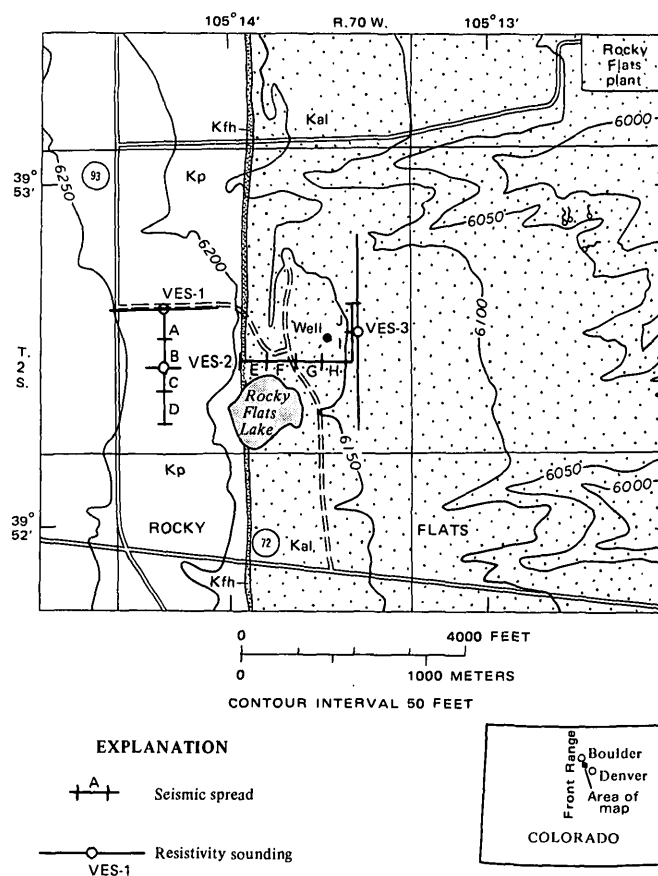 105° 14'
R.70 W.
105° 13'
Rocky
Flats
plant
Kfh
Kal
6000
39°
53'
6250
93
Kp
6050
6200
VES-1
6100
A
Well
J
VES-3
T.
2
S.
B
VES-2
I
C
E
F
G
H
D
Rocky
Flats
Lake
6150
Kp
6050
6000
39°
52'
ROCKY
72
Kal
FLATS
Kfh
0
4000 FEET
0
1000 METERS
CONTOUR INTERVAL 50 FEET
EXPLANATION
A
Seismic spread
Resistivity sounding
VES-1
Front Range
Boulder
Denver
Area of
map
COLORADO